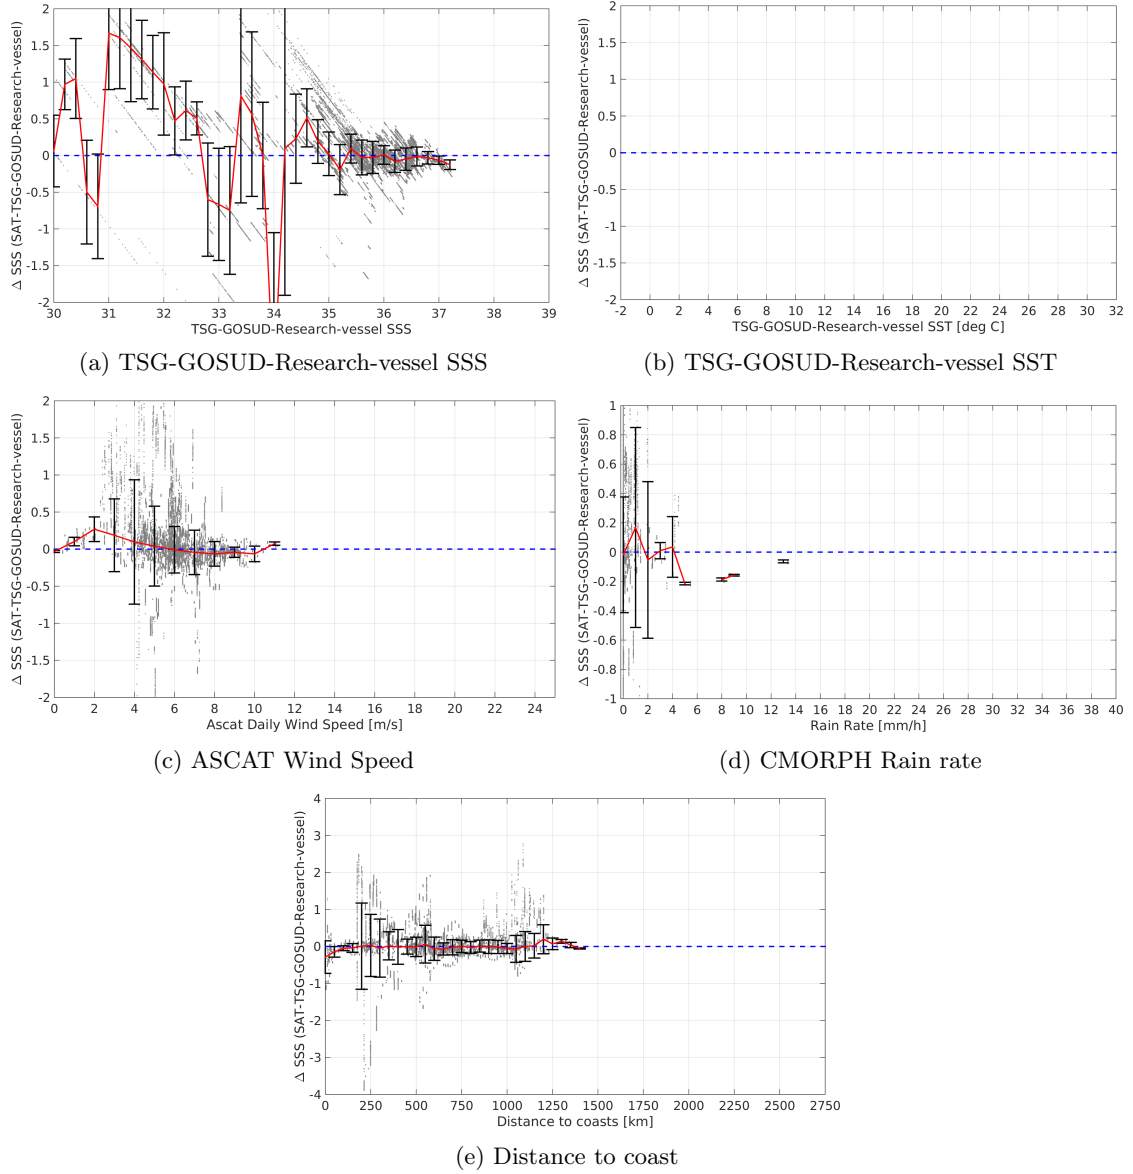 Δ SSS (SAT-TSG-GOSUD-Research-vessel)
2
1.5
1
0.5
0
-0.5
-1
-1.5
-2
30 31 32 33 34 35 36 37 38 39
TSG-GOSUD-Research-vessel SSS
(a) TSG-GOSUD-Research-vessel SSS
Δ SSS (SAT-TSG-GOSUD-Research-vessel)
2
1.5
1
0.5
0
-0.5
-1
-1.5
-2
-2 0 2 4 6 8 10 12 14 16 18 20 22 24 26 28 30 32
TSG-GOSUD-Research-vessel SST [deg C]
(b) TSG-GOSUD-Research-vessel SST
Δ SSS (SAT-TSG-GOSUD-Research-vessel)
2
1.5
1
0.5
0
-0.5
-1
-1.5
-2
0 2 4 6 8 10 12 14 16 18 20 22 24
Ascat Daily Wind Speed [m/s]
(c) ASCAT Wind Speed
Δ SSS (SAT-TSG-GOSUD-Research-vessel)
1
0.8
0.6
0.4
0.2
0
-0.2
-0.4
-0.6
-0.8
-1
0 2 4 6 8 10 12 14 16 18 20 22 24 26 28 30 32 34 36 38 40
Rain Rate [mm/h]
(d) CMORPH Rain rate
Δ SSS (SAT-TSG-GOSUD-Research-vessel)
4
3
2
1
0
-1
-2
-3
-4
0 250 500 750 1000 1250 1500 1750 2000 2250 2500 2750
Distance to coasts [km]
(e) Distance to coast